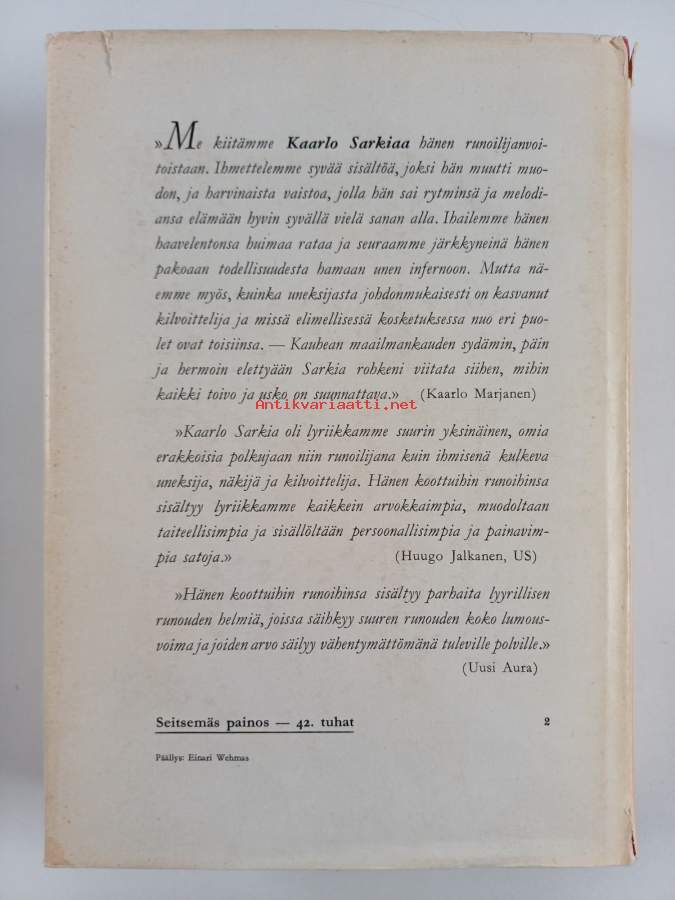 »Me kiitämme Kaarlo Sarkiaa hänen runoilijanvoi-
toistaan. Ihmettelemme syvää sisältöä, joksi hän muutti muo-
don, ja harvinaista vaistoa, jolla hän sai rytminsä ja melodi-
ansa elämään hyvin syvällä vielä sanan alla. Ihailemme hänen
haavelentonsa huimaa rataa ja seuraamme järkkyneinä hänen
pakoaan todellisuudesta hamaan unen infernoon. Mutta nä-
emme myös, kuinka uneksijasta johdonmukaisesti on kasvanut
kilvoittelija ja missä elimellisessä kosketuksessa nuo eri puo-
let ovat toisiinsa. — Kauhean maailmankauden sydämin, päin
ja hermoin elettyään Sarkia rohkeni viitata siihen, mihin
kaikki toivo ja usko on suunnattava.» (Kaarlo Marjanen)
Antikvariaatti.net
»Kaarlo Sarkia oli lyriikkamme suurin yksinäinen, omia
erakkoisia polkujaan niin runoilijana kuin ihmisenä kulkeva
uneksija, näkijä ja kilvoittelija. Hänen koottuihin runoihinsa
sisältyy lyriikkamme kaikkein arvokkaimpia, muodoltaan
taiteellisimpia ja sisällöltään persoonallisimpia ja painavim-
pia satoja.» (Huugo Jalkanen, US)
»Hänen koottuihin runoihinsa sisältyy parhaita lyyrillisen
runouden helmiä, joissa säihkyy suuren runouden koko lumous-
voima ja joiden arvo säilyy vähentymättömänä tuleville polville.»
(Uusi Aura)
Seitsemäs painos — 42. tuhat 2
Päällys: Einari Wehmas